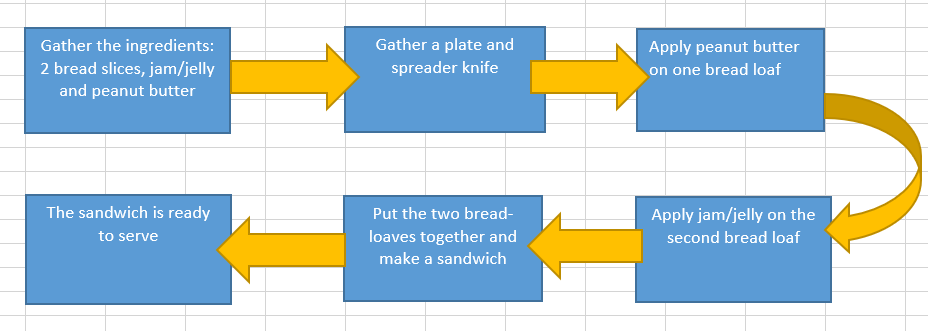 Gather the ingredients:
2 bread slices, jam/jelly
and peanut butter
Gather a plate and
spreader knife
Apply peanut butter
on one bread loaf
Apply jam/jelly on the
second bread loaf
Put the two bread-
loaves together and
make a sandwich
The sandwich is ready
to serve